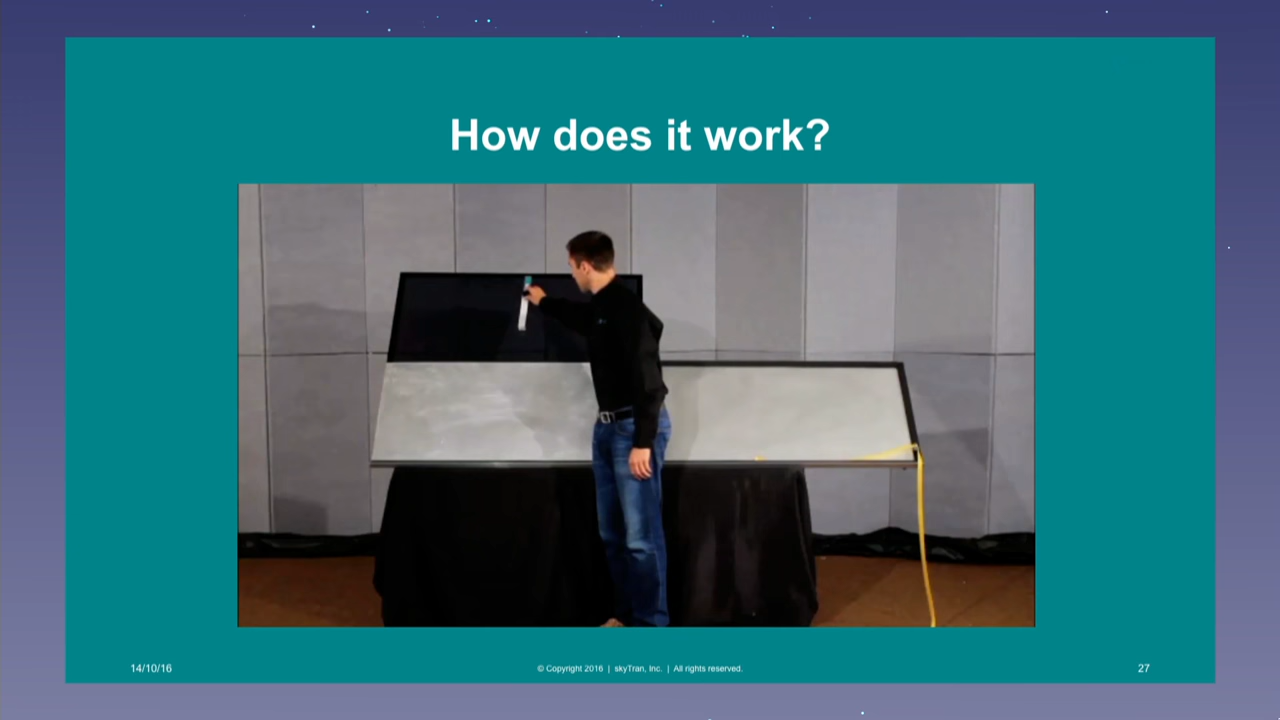 How does it work?
14/10/16
© Copyright 2016 | skyTran, Inc. | All rights reserved.
27